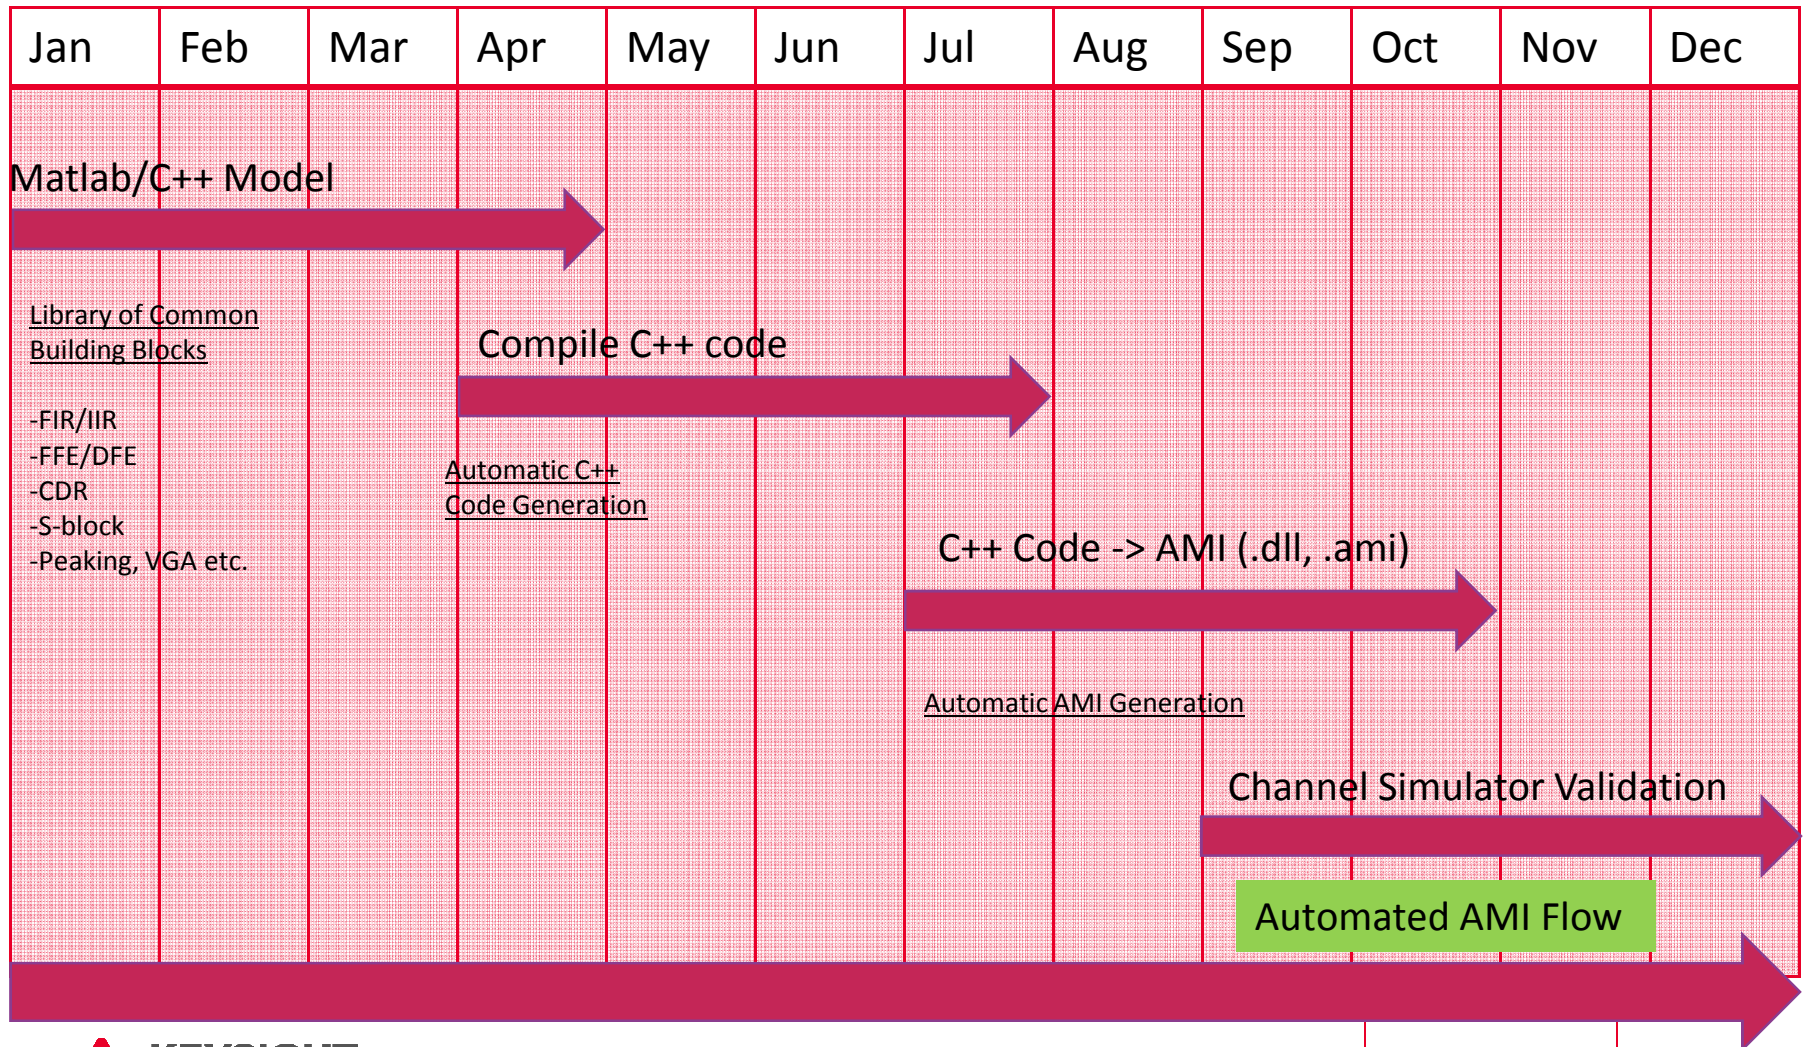 Jan Feb Mar Apr May Jun Jul Aug Sep Oct Nov Dec
Matlab/C++ Model
Library of Common
Building Blocks
-FIR/IIR
-FFE/DFE
-CDR
-S-block
-Peaking, VGA etc.
Compile C++ code
Automatic C++
Code Generation
C++ Code -> AMI (.dll, .ami)
Automatic AMI Generation
Channel Simulator Validation
Automated AMI Flow
KEYSIGHT